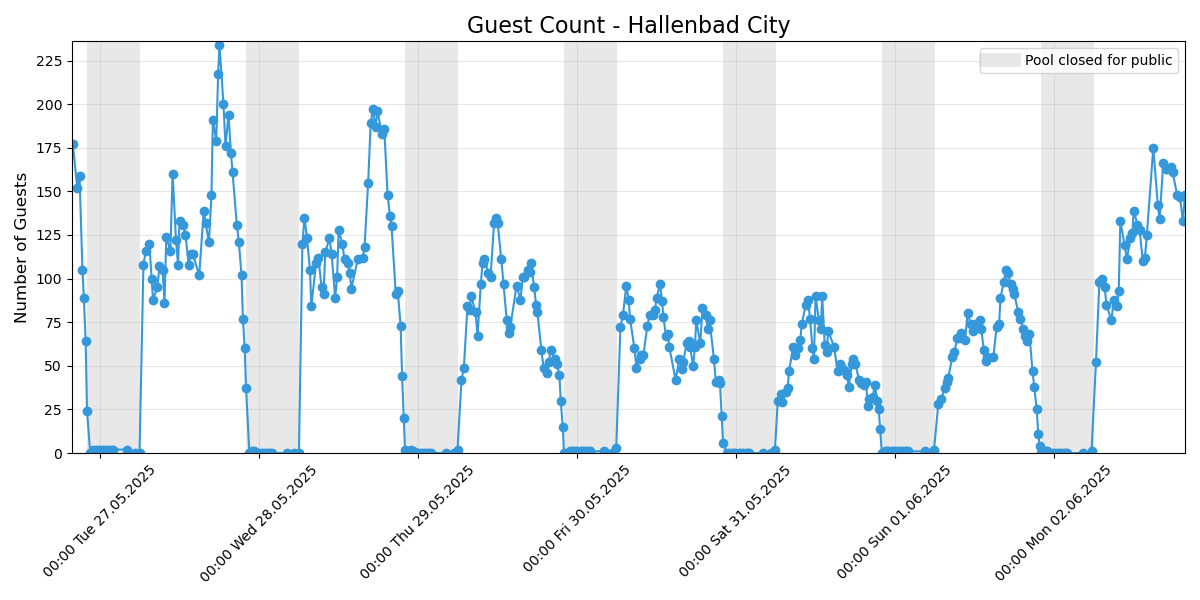 Guest Count - Hallenbad City
Pool closed for public
Number of Guests
225
200
175
150
125
100
75
50
25
0
00:00 Tue 27.05.2025
00:00 Wed 28.05.2025
00:00 Thu 29.05.2025
00:00 Fri 30.05.2025
00:00 Sat 31.05.2025
00:00 Sun 01.06.2025
00:00 Mon 02.06.2025